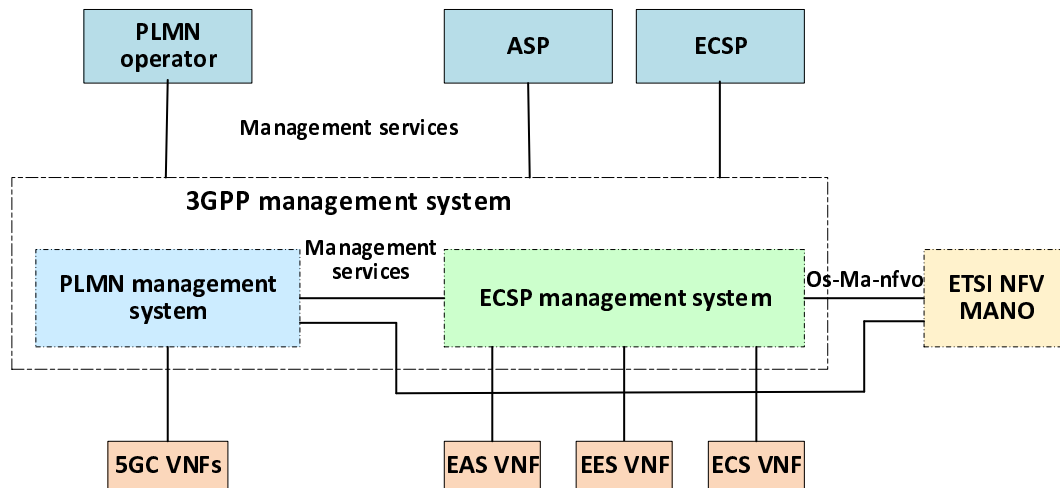 PLMN
operator
ASP
ECSP
Management services
3GPP management system
Management
services
PLMN management
system
ECSP management system
Os-Ma-nfvo
ETSI NFV
MANO
5GC VNFs
EAS VNF
EES VNF
ECS VNF